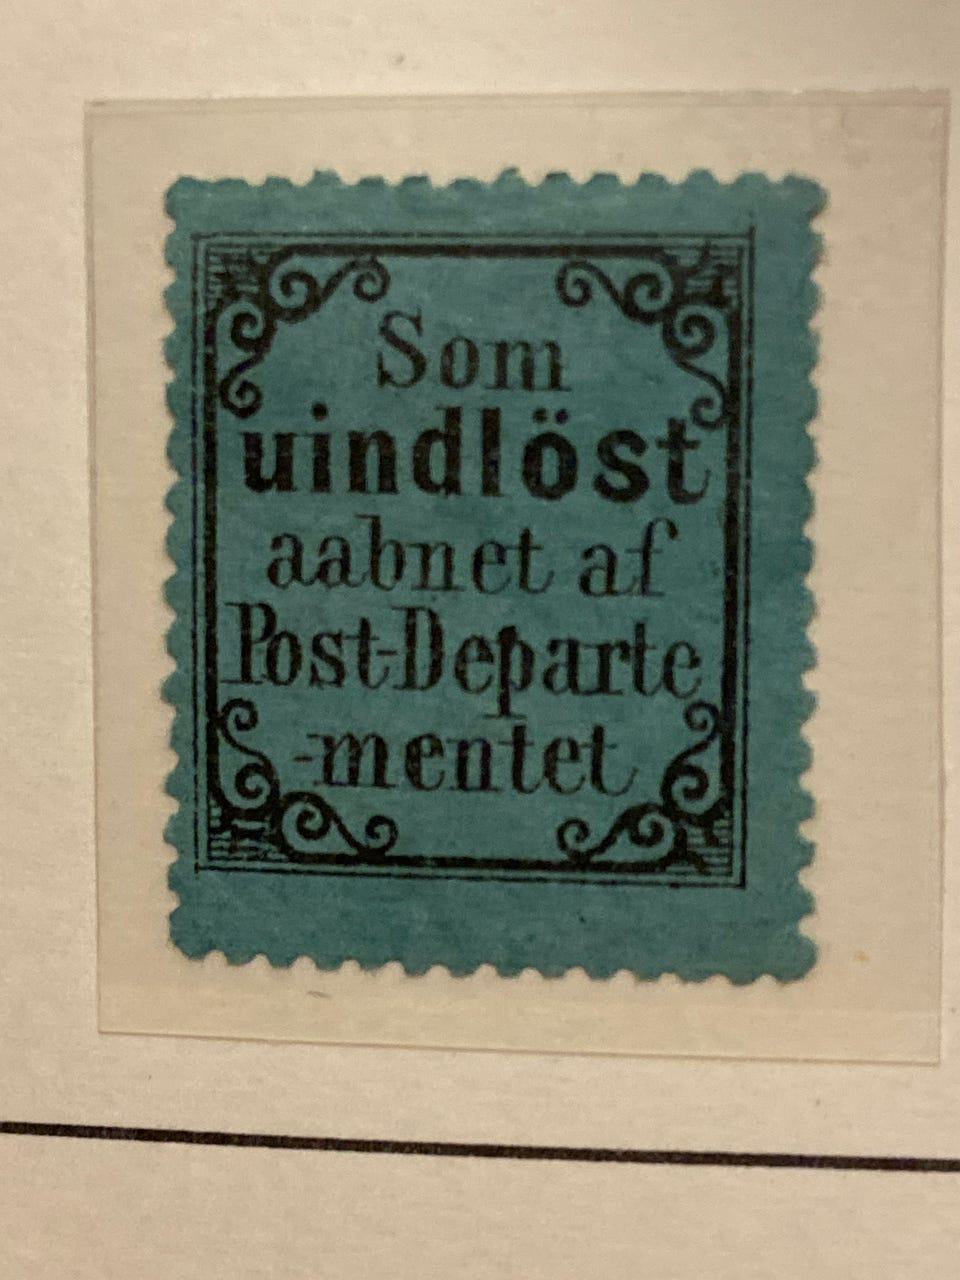 Som
uindlöst
aabnet af
Post-Departe
-mentet